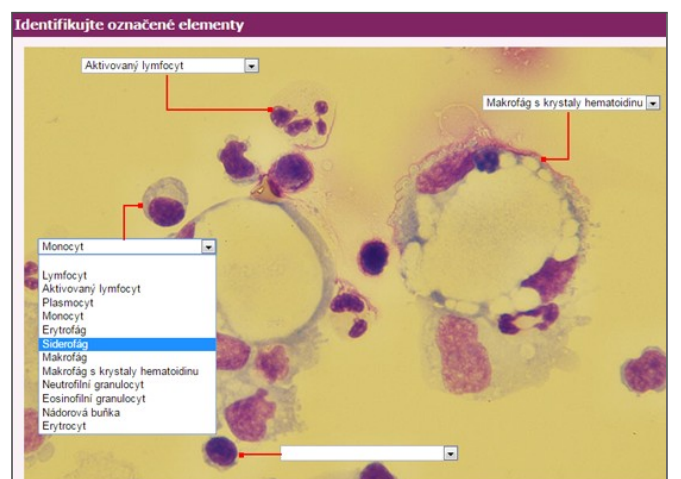 Identifikujte označené elementy
Aktivovaný lymfocyt
Makrofág s krystaly hematoidinu
Monocyt
Lymfocyt
Aktivovaný lymfocyt
Plasmocyt
Monocyt
Erytrofág
Siderofág
Makrofág
Makrofág s krystaly hematoidinu
Neutrofilní granulocyt
Eosinofilní granulocyt
Nádorová buňka
Erytrocyt